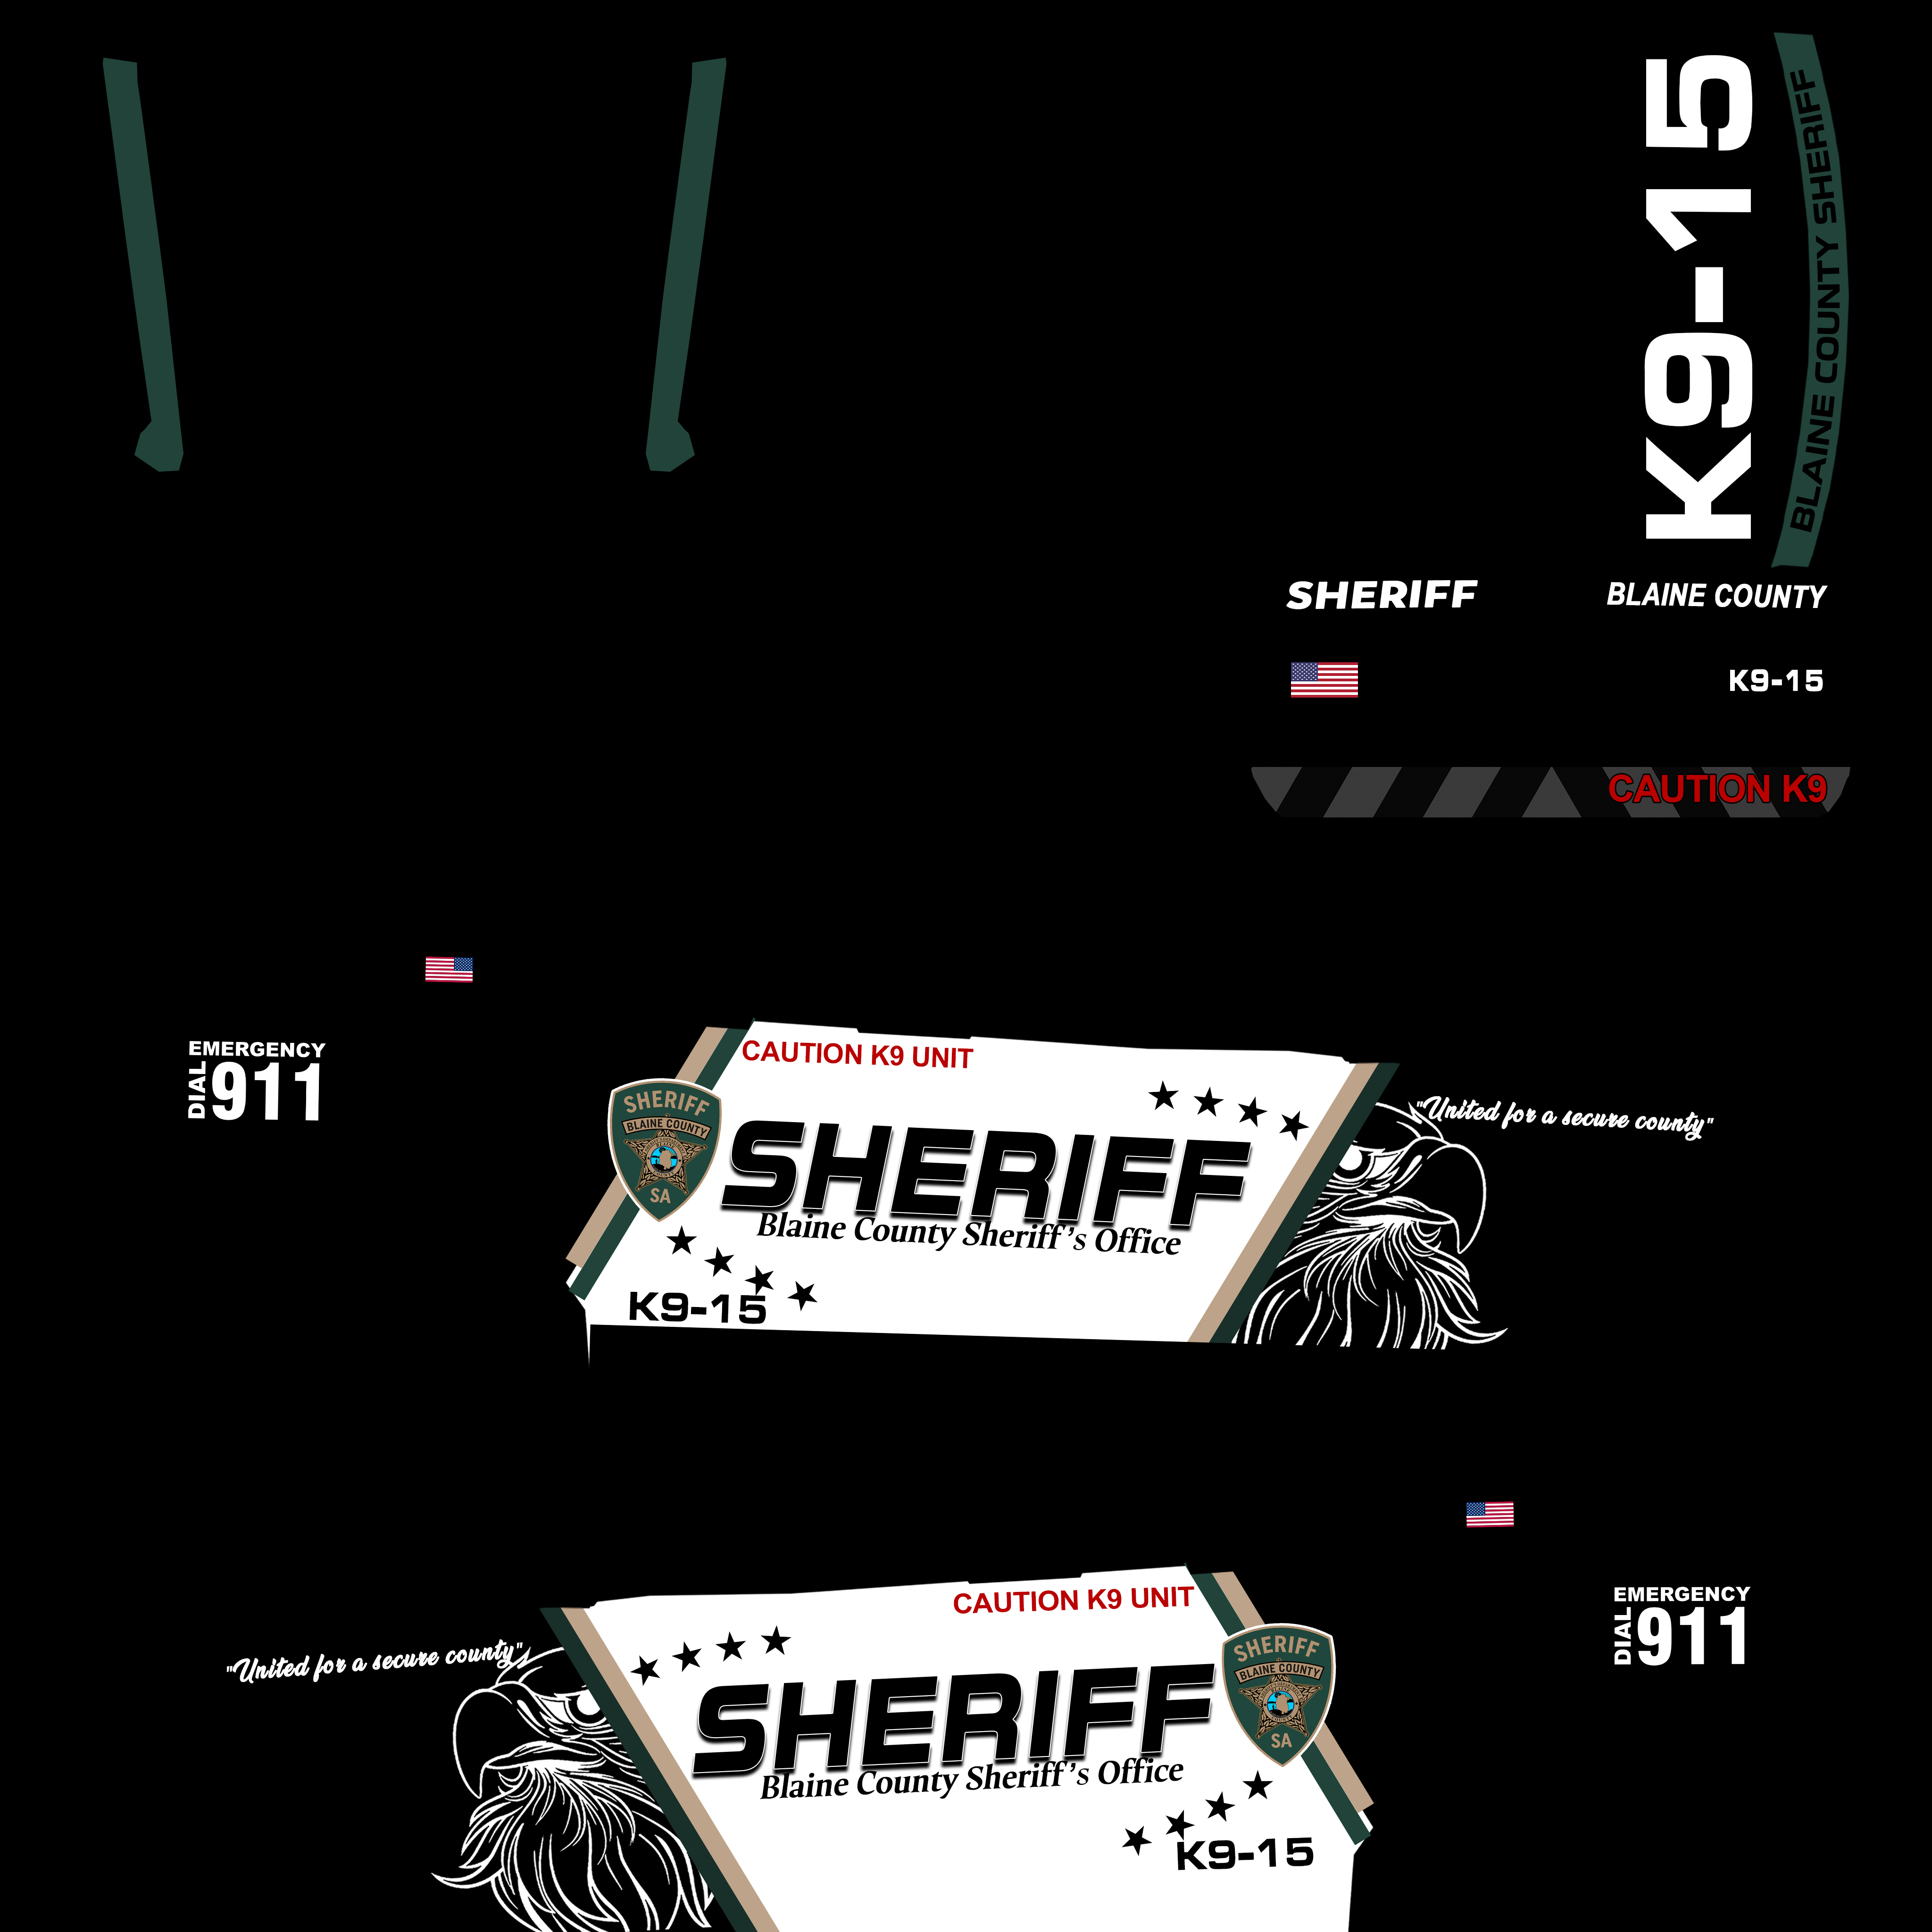 K9-15
BLAINE COUNTY SHERIFF
SHERIFF
BLAINE COUNTY
K9-15
CAUTION K9
EMERGENCY
DIAL
911
CAUTION K9 UNIT
SHERIFF
BLAINE COUNTY
SA
SHERIFF
Blaine County Sheriff's Office
K9-15
"United for a secure county"
"United for a secure county"
CAUTION K9 UNIT
SHERIFF
Blaine County Sheriff's Office
SHERIFF
BLAINE COUNTY
SA
K9-15
EMERGENCY
DIAL
911